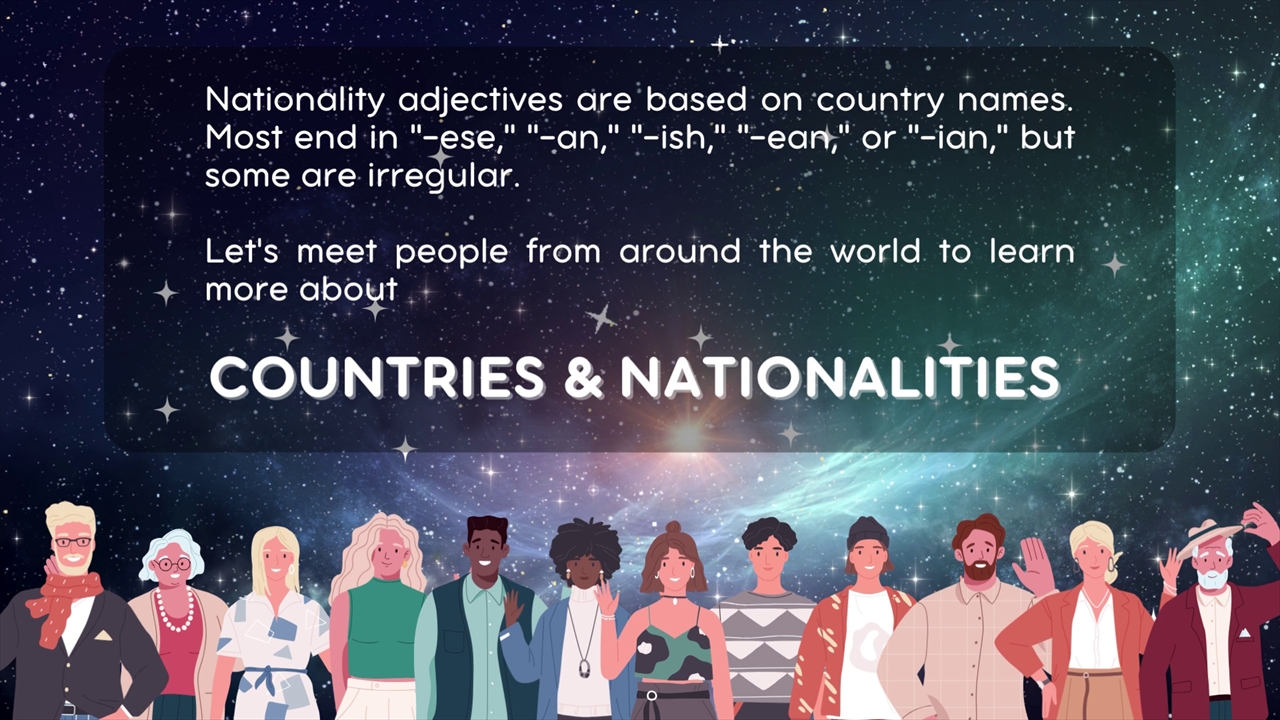 Nationality adjectives are based on country names.
Most end in "-ese," "-an," "-ish," "-ean," or "-ian," but
some are irregular.
Let's meet people from around the world to learn
more about
COUNTRIES & NATIONALITIES